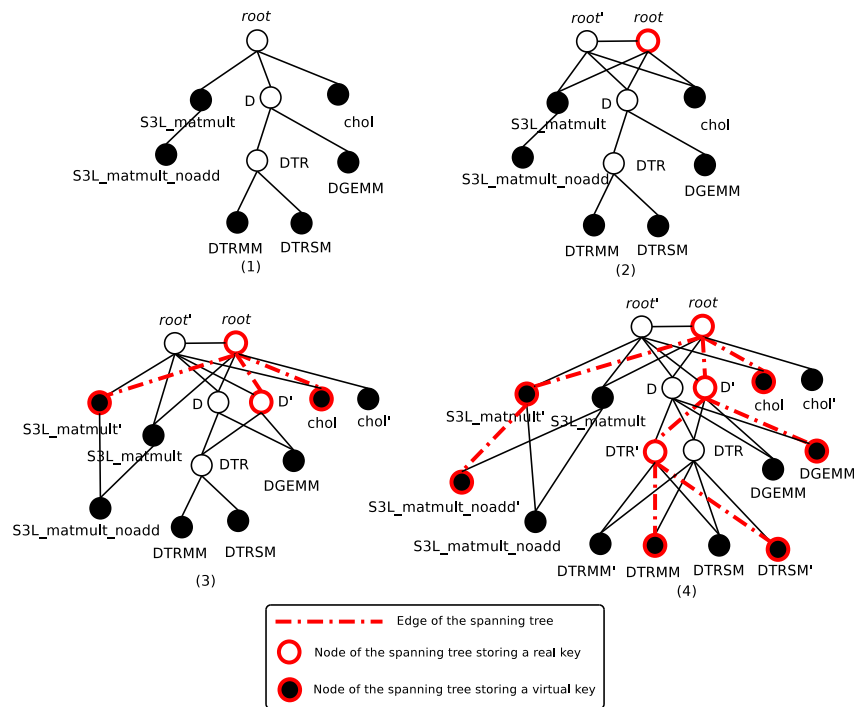 root
S3L_matmult
D
chol
S3L_matmult_noadd
DTR
DGEMM
DTRMM
DTRSM
(1)
root'
root
S3L_matmult
D
chol
S3L_matmult_noadd
DTR
DGEMM
DTRMM
DTRSM
(2)
root'
root
S3L_matmult'
D
D'
chol
chol'
S3L_matmult
DTR
DGEMM
S3L_matmult_noadd
DTRMM
DTRSM
(3)
root'
root
S3L_matmult'
S3L_matmult
D
D'
chol
chol'
DTR'
DTR
DGEMM
DGEMM
S3L_matmult_noadd'
S3L_matmult_noadd
DTRMM'
DTRMM
DTRSM
DTRSM'
(4)
Edge of the spanning tree
Node of the spanning tree storing a real key
Node of the spanning tree storing a virtual key